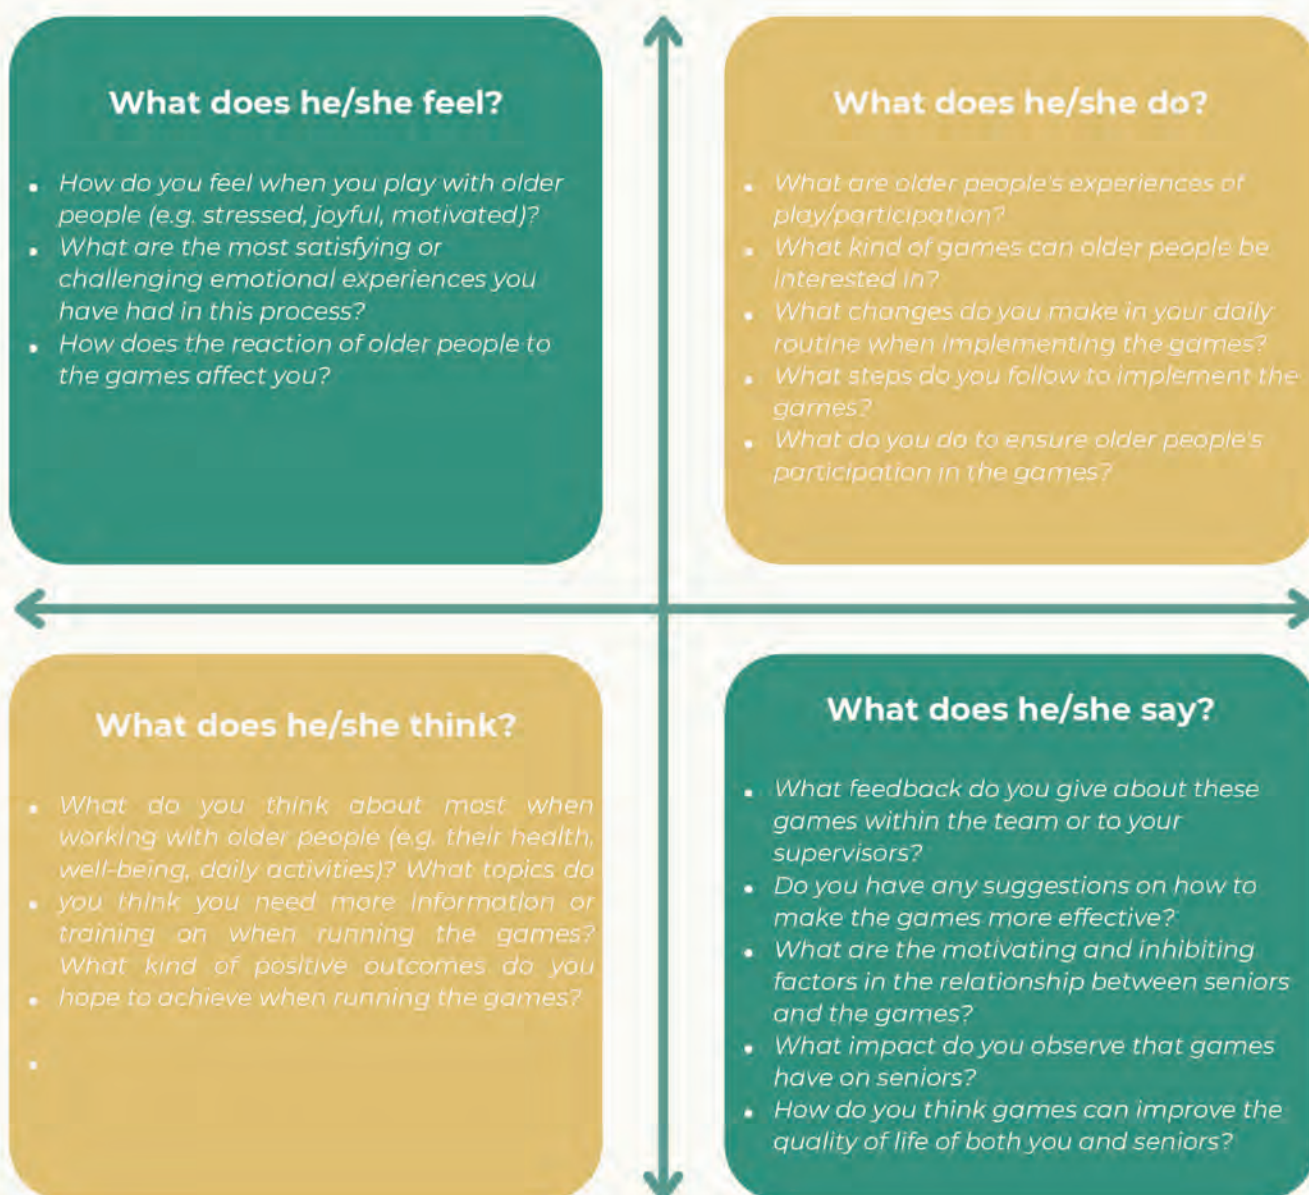 What does he/she feel?
▪ How do you feel when you play with older
people (e.g. stressed, joyful, motivated)?
▪ What are the most satisfying or
challenging emotional experiences you
have had in this process?
▪ How does the reaction of older people to
the games affect you?
What does he/she do?
▪ What are older people's experiences of
play/participation?
▪ What kind of games can older people be
interested in?
▪ What changes do you make in your daily
routine when implementing the games?
▪ What steps do you follow to implement the
games?
▪ What do you do to ensure older people's
participation in the games?
What does he/she think?
▪ What do you think about most when
working with older people (e.g. their health,
well-being, daily activities)? What topics do
▪ you think you need more information or
training on when running the games?
What kind of positive outcomes do you
▪ hope to achieve when running the games?
▪
What does he/she say?
▪ What feedback do you give about these
games within the team or to your
supervisors?
▪ Do you have any suggestions on how to
make the games more effective?
▪ What are the motivating and inhibiting
factors in the relationship between seniors
and the games?
▪ What impact do you observe that games
have on seniors?
▪ How do you think games can improve the
quality of life of both you and seniors?